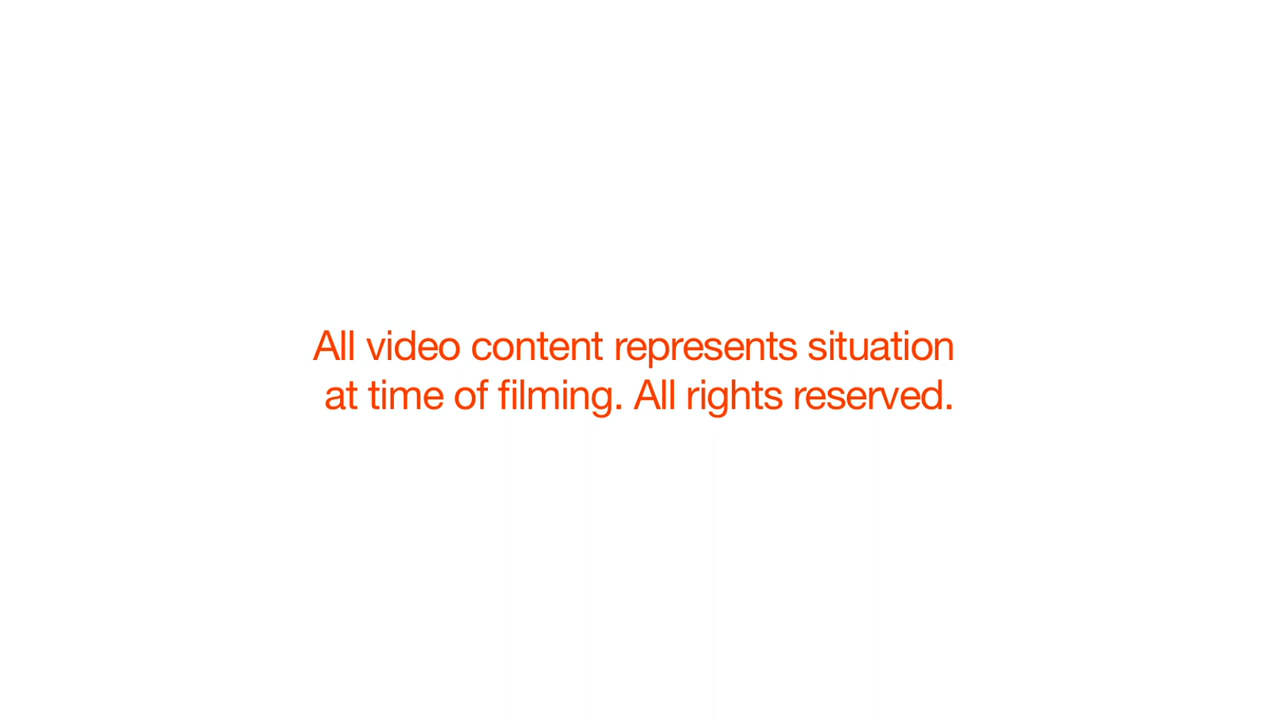 All video content represents situation
at time of filming. All rights reserved.